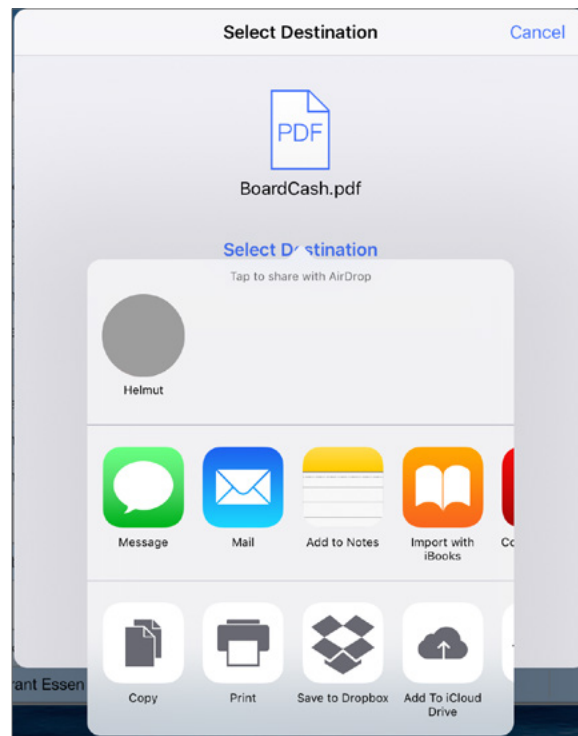 Select Destination
Cancel
PDF
BoardCash.pdf
Select Destination
Tap to share with AirDrop
Helmut
Message
Mail
Add to Notes
Import with
iBooks
Copy
Print
Save to Dropbox
Add To iCloud
Drive
Essen